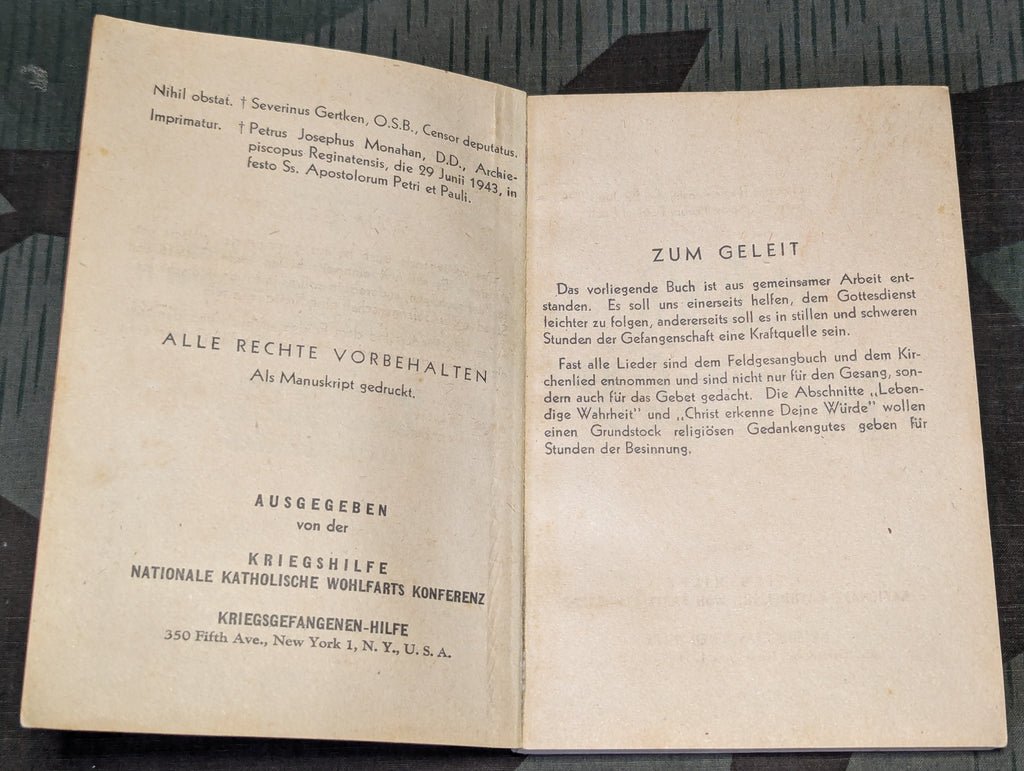 Nihil obstat. † Severinus Gertken, O.S.B., Censor deputatus.
Imprimatur. † Petrus Josephus Monahan, D.D., Archie-
piscopus Reginatensis, die 29 Junii 1943, in
festo Ss. Apostolorum Petri et Pauli.
ALLE RECHTE VORBEHALTEN
Als Manuskript gedruckt.
AUSGEGEBEN
von der
KRIEGSHILFE
NATIONALE KATHOLISCHE WOHLFARTS KONFERENZ
KRIEGSGEFANGENEN-HILFE
350 Fifth Ave., New York 1, N. Y., U. S. A.
ZUM GELEIT
Das vorliegende Buch ist aus gemeinsamer Arbeit ent-
standen. Es soll uns einerseits helfen, dem Gottesdienst
leichter zu folgen, andererseits soll es in stillen und schweren
Stunden der Gefangenschaft eine Kraftquelle sein.
Fast alle Lieder sind dem Feldgesangbuch und dem Kir-
chenlied entnommen und sind nicht nur für den Gesang, son-
dern auch für das Gebet gedacht. Die Abschnitte „Leben-
dige Wahrheit" und „Christ erkenne Dejne Würde" wollen
einen Grundstock religiösen Gedankengutes geben für
Stunden der Besinnung.